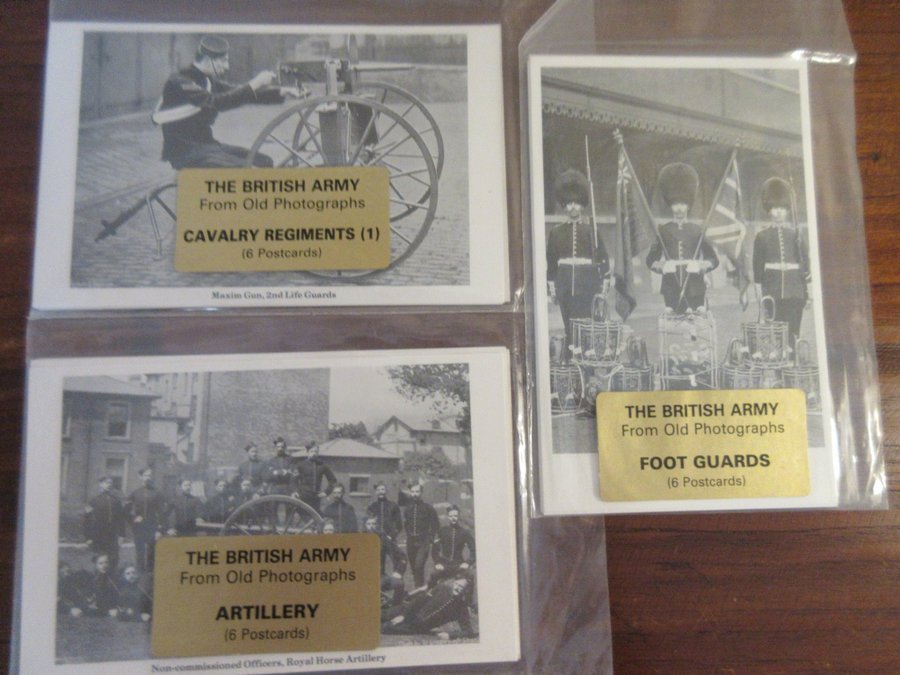 THE BRITISH ARMY
From Old Photographs
CAVALRY REGIMENTS (1)
(6 Postcards)
Maxim Gun, 2nd Life Guards
THE BRITISH ARMY
From Old Photographs
FOOT GUARDS
(6 Postcards)
THE BRITISH ARMY
From Old Photographs
ARTILLERY
(6 Postcards)
Non-commissioned Officers, Royal Horse Artillery